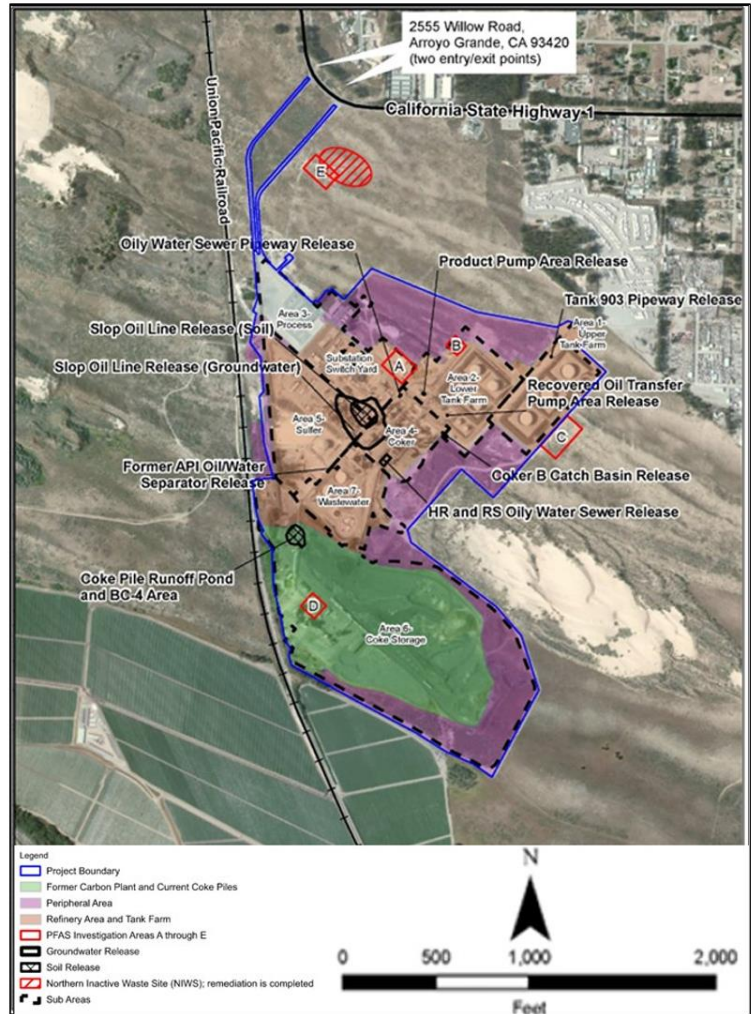 2555 Willow Road,
Arroyo Grande, CA 93420
(two entry/exit points)
California State Highway 1
Union Pacific Railroad
E
Oily Water Sewer Pipeway Release
Product Pump Area Release
Tank 903 Pipeway Release
Area 3-
Process
Area 1-
Upper
Tank Farm
Slop Oil Line Release (Soil)
Substation
Switch Yard
A
B
Slop Oil Line Release (Groundwater)
Area 2-
Lower
Tank Farm
Recovered Oil Transfer
Pump Area Release
Area 5-
Sulfer
Area 4-
Coker
C
Former API Oil/Water
Separator Release
Coker B Catch Basin Release
Area 7-
Wastewater
HR and RS Oily Water Sewer Release
Coke Pile Runoff Pond
and BC-4 Area
D
Area 6-
Coke Storage
Legend
Project Boundary
Former Carbon Plant and Current Coke Piles
Peripheral Area
Refinery Area and Tank Farm
PFAS Investigation Areas A through E
Groundwater Release
Soil Release
Northern Inactive Waste Site (NIWS); remediation is completed
Sub Areas
N
0 500 1,000 2,000
Feet